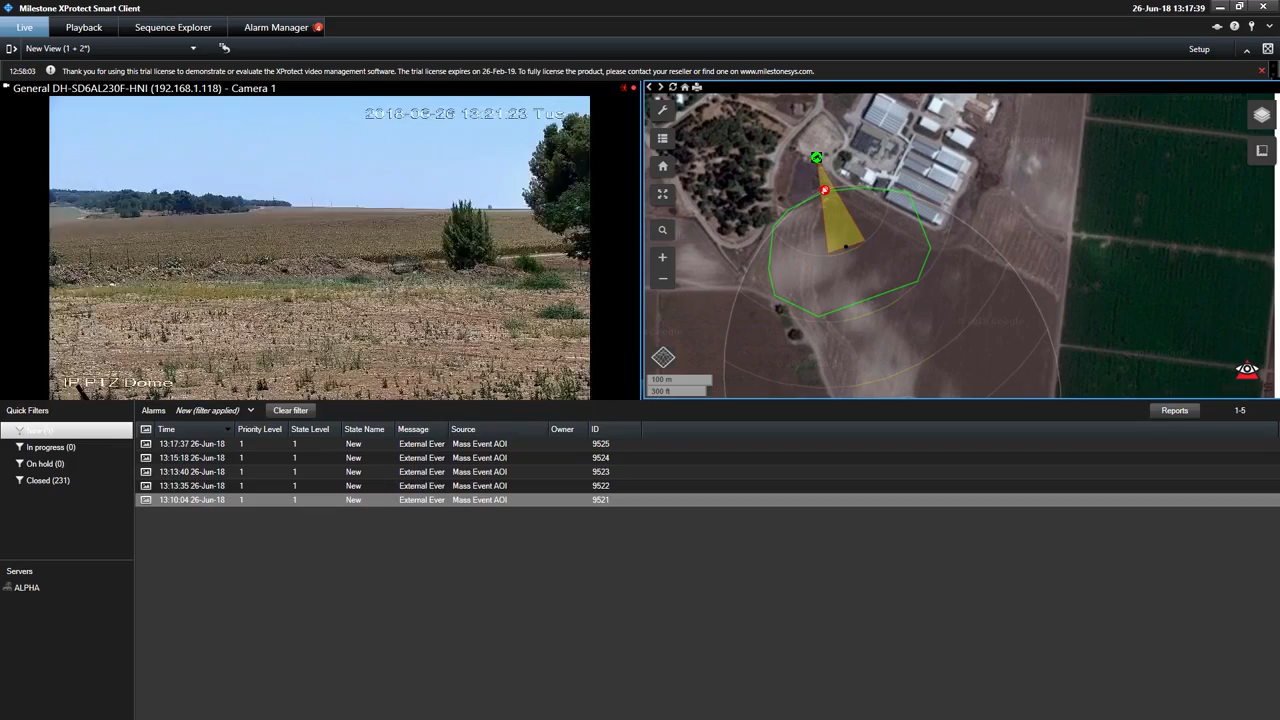 Milestone XProtect Smart Client
26-Jun-18 13:17:39
Live
Playback
Sequence Explorer
Alarm Manager
4
New View (1 + 2*)
Setup
12:58:03
Thank you for using this trial license to demonstrate or evaluate the XProtect video management software. The trial license expires on 26-Feb-19. To fully license the product, please contact your reseller or find one on www.milestonesys.com.
General DH-SD6AL230F-HNI (192.168.1.118) - Camera 1
2018-06-26 13:21:23 Tue
IP PTZ Dome
100 m
300 ft
Quick Filters
In progress (0)
On hold (0)
Closed (231)
Servers
ALPHA
Alarms New (filter applied) Clear filter Reports 1-5
Time Priority Level State Level State Name Message Source Owner ID
13:17:37 26-Jun-18 1 1 New External Ever Mass Event AOI 9525
13:15:18 26-Jun-18 1 1 New External Ever Mass Event AOI 9524
13:13:40 26-Jun-18 1 1 New External Ever Mass Event AOI 9523
13:13:35 26-Jun-18 1 1 New External Ever Mass Event AOI 9522
13:10:04 26-Jun-18 1 1 New External Ever Mass Event AOI 9521